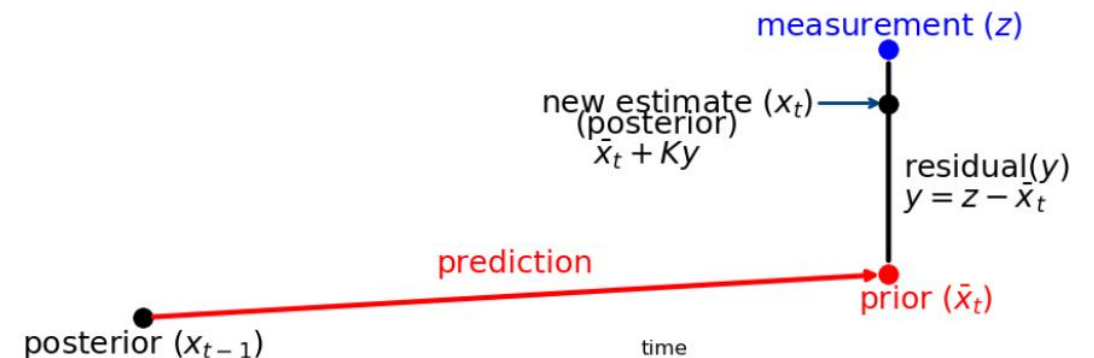 measurement (z)
new estimate (xₜ)
(posterior)
x̄ₜ + Ky
residual(y)
y = z − x̄ₜ
prediction
prior (x̄ₜ)
posterior (xₜ₋₁)
time